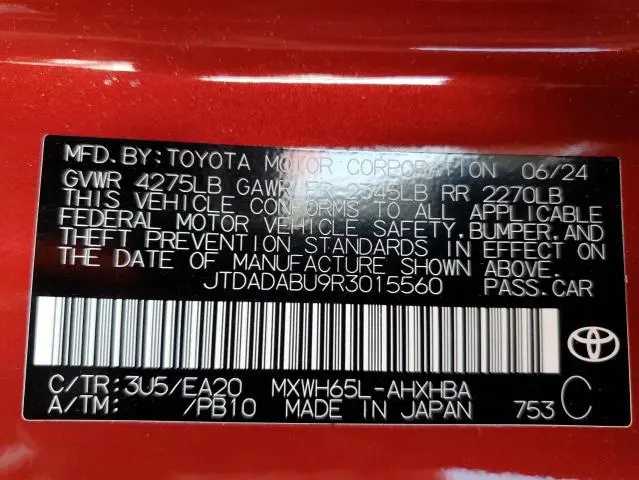 MFD. BY: TOYOTA MOTOR CORPORATION 06/24
GVWR 4275LB GAWR FR 2345LB RR 2270LB
THIS VEHICLE CONFORMS TO ALL APPLICABLE
FEDERAL MOTOR VEHICLE SAFETY, BUMPER, AND
THEFT PREVENTION STANDARDS IN EFFECT ON
THE DATE OF MANUFACTURE SHOWN ABOVE.
JTDADABU9R3015560 PASS. CAR
C/TR: 3U5/EA20 MXWH65L-AHXHBA
A/TM: /PB10 MADE IN JAPAN 753 C